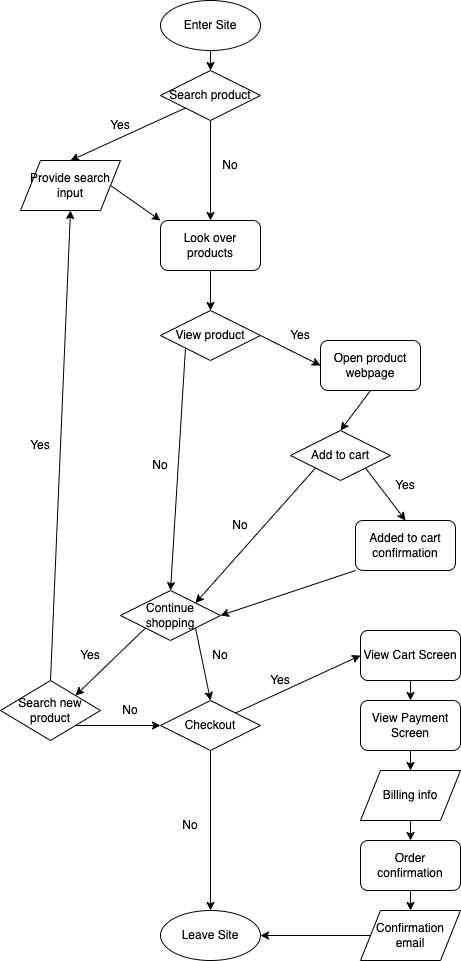 Enter Site
Search product
Yes
No
Provide search
input
Look over
products
View product
Yes
Open product
webpage
No
Add to cart
Yes
No
Added to cart
confirmation
Yes
Continue
shopping
Yes
No
Search new
product
No
Checkout
Yes
View Cart Screen
View Payment
Screen
Billing info
No
Order
confirmation
Confirmation
email
Leave Site